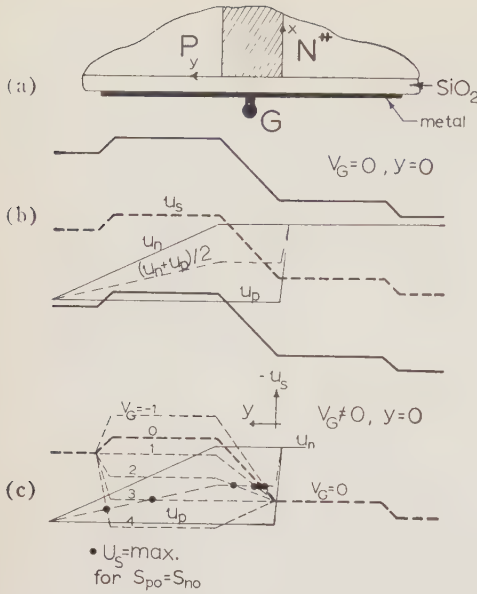 (a)
P
y
x
N⁺⁺
SiO₂
G
metal
V_G=0, y=0
(b)
u_s
u_n
(u_n+u_p)/2
u_p
-u_s
y
V_G≠0, y=0
V_G=-1
u_n
0
1
2
(c)
3
V_G=0
u_p
4
• U_s=max.
for S_po=S_no